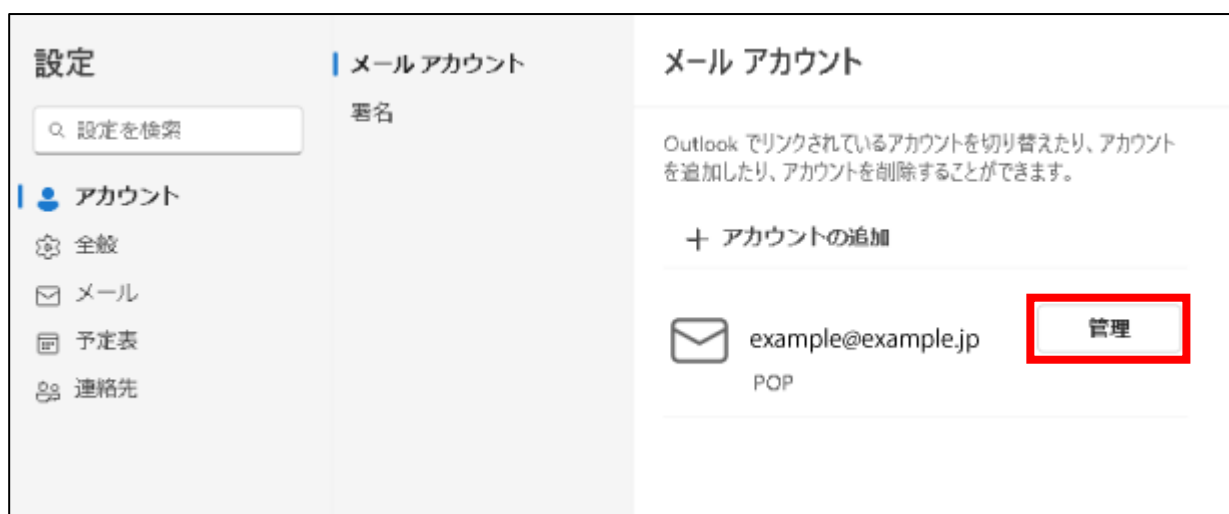 設定
設定を検索
アカウント
全般
メール
予定表
連絡先
メール アカウント
署名
メール アカウント
Outlook でリンクされているアカウントを切り替えたり、アカウント
を追加したり、アカウントを削除することができます。
アカウントの追加
example@example.jp
管理
POP